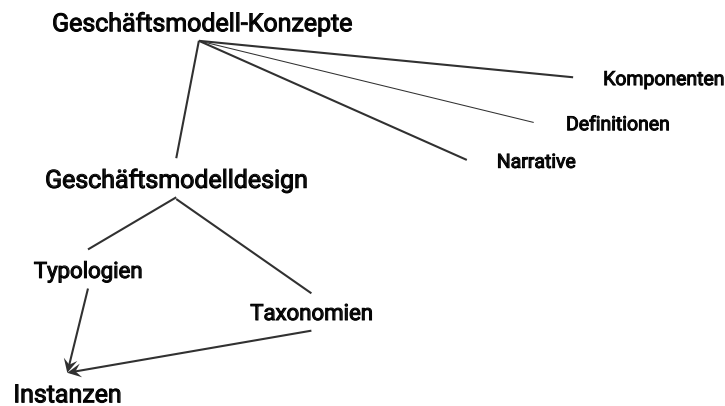 Geschäftsmodell-Konzepte
Komponenten
Definitionen
Narrative
Geschäftsmodelldesign
Typologien
Taxonomien
Instanzen